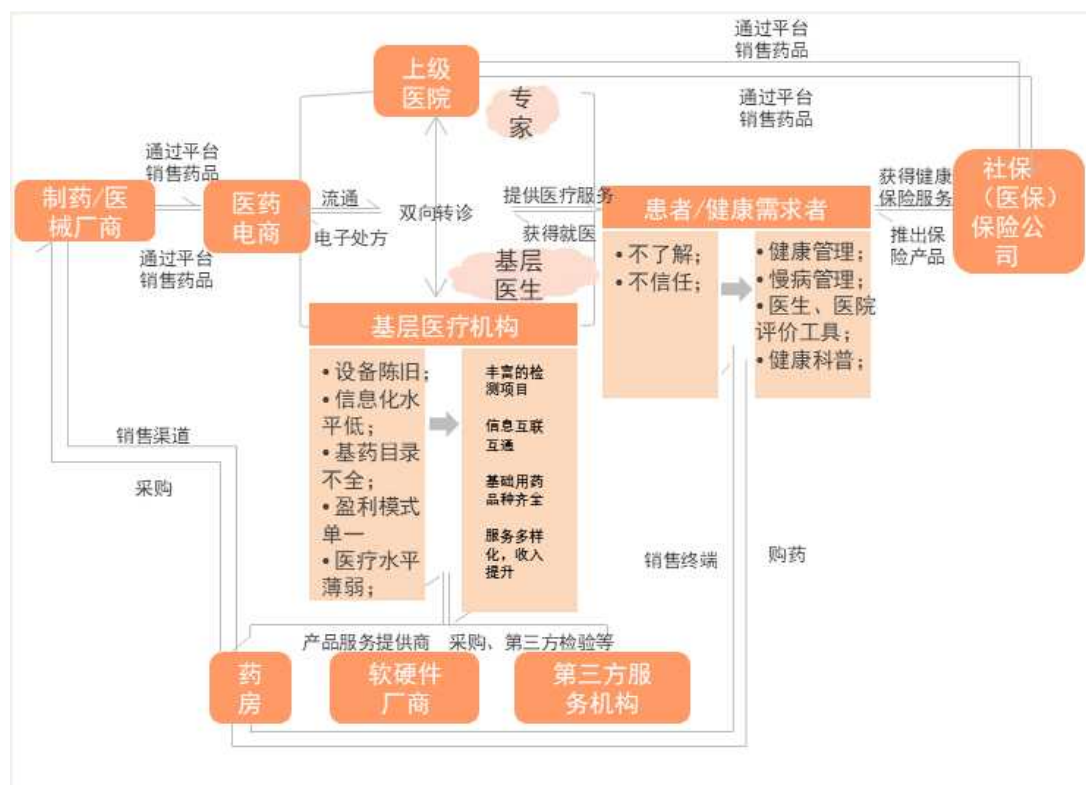 通过平台
销售药品
上级
医院
专
家
通过平台
销售药品
通过平台
销售药品
制药/医
械厂商
医药
电商
流通
电子处方
双向转诊
提供医疗服务
获得就医
患者/健康需求者
获得健康
保险服务
推出保
险产品
社保
（医保）
保险公
司
通过平台
销售药品
基层
医生
• 不了解；
• 不信任；
• 健康管理；
• 慢病管理；
• 医生、医院
评价工具；
• 健康科普；
基层医疗机构
• 设备陈旧；
• 信息化水
平低；
• 基药目录
不全；
• 盈利模式
单一
• 医疗水平
薄弱；
丰富的检
测项目
信息互联
互通
基础用药
品种齐全
服务多样
化，收入
提升
销售渠道
采购
销售终端
购药
产品服务提供商
采购、第三方检验等
药
房
软硬件
厂商
第三方服
务机构